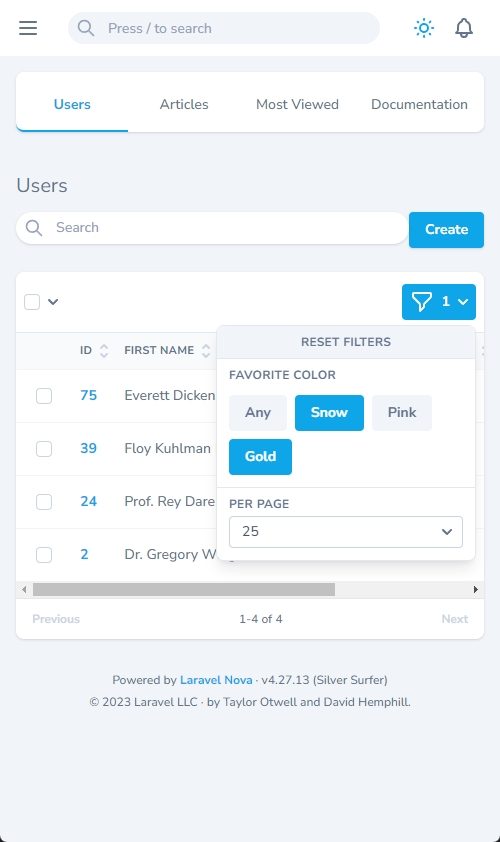 Press / to search
Users Articles Most Viewed Documentation
Users
Search Create
1
RESET FILTERS
ID FIRST NAME
FAVORITE COLOR
75 Everett Dicken
Any Snow Pink
39 Floy Kuhlman
Gold
24 Prof. Rey Dare
PER PAGE
25
2 Dr. Gregory W
Previous 1-4 of 4 Next
Powered by Laravel Nova · v4.27.13 (Silver Surfer)
© 2023 Laravel LLC · by Taylor Otwell and David Hemphill.